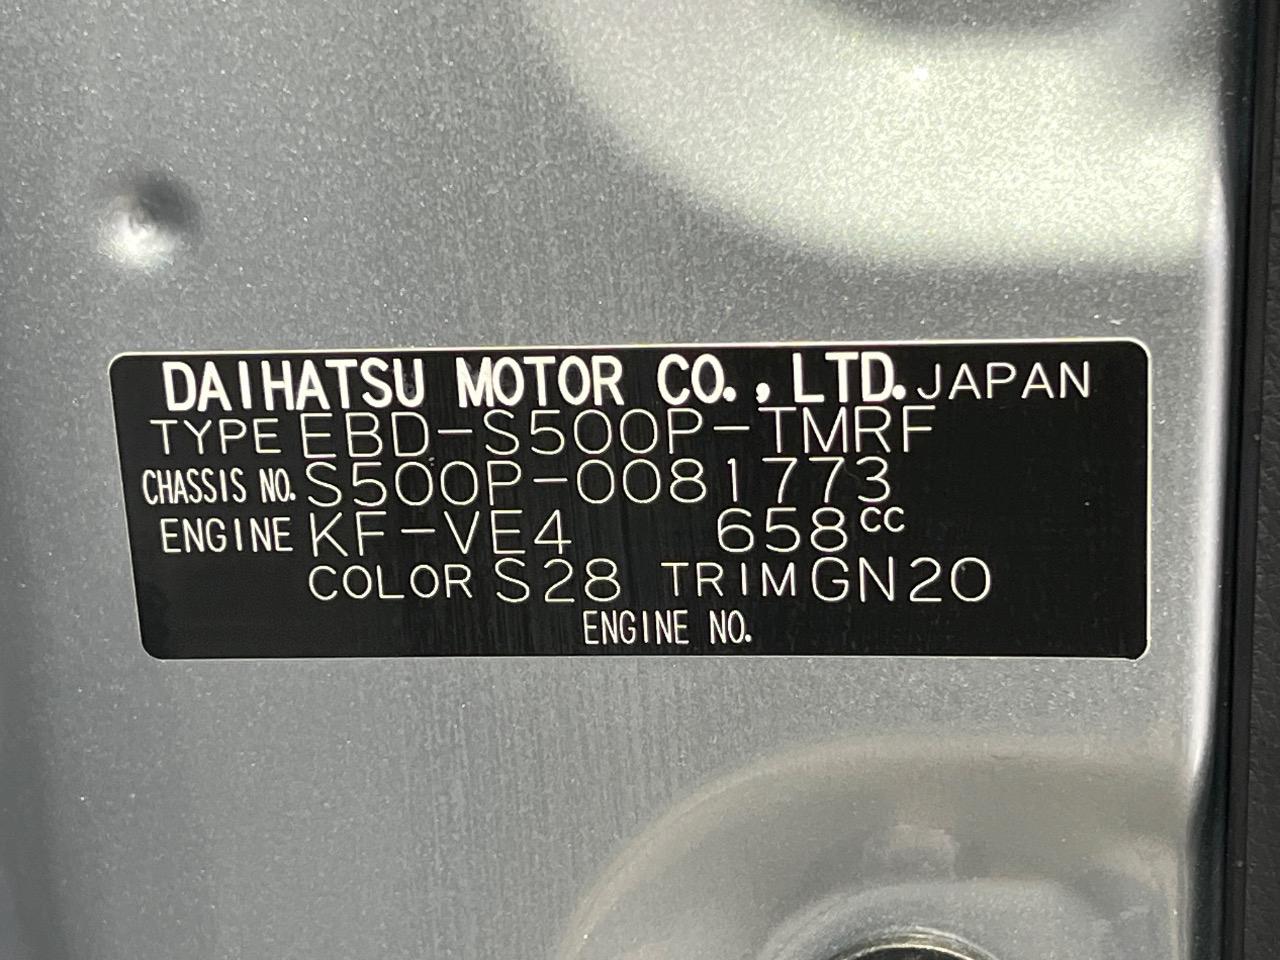 DAIHATSU MOTOR CO., LTD. JAPAN
TYPE EBD-S500P-TMRF
CHASSIS NO. S500P-0081773
ENGINE KF-VE4 658cc
COLOR S28 TRIM GN20
ENGINE NO.